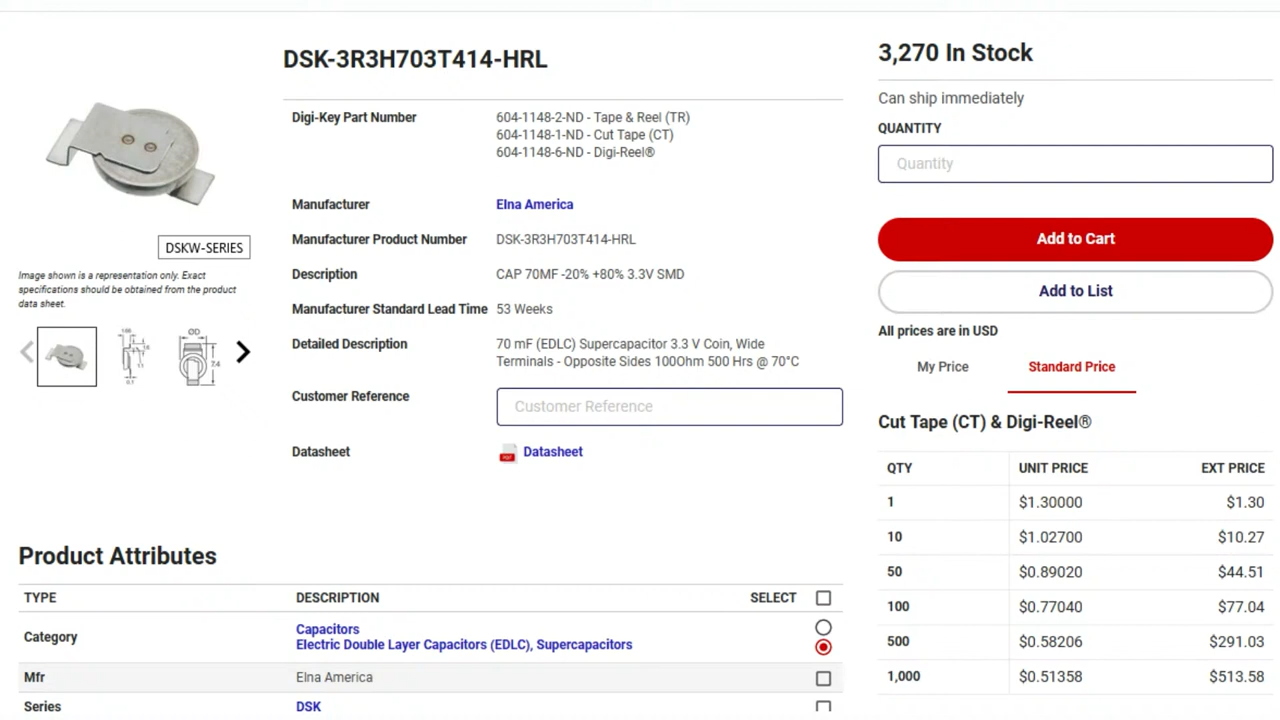 DSK-3R3H703T414-HRL
Digi-Key Part Number
604-1148-2-ND - Tape & Reel (TR)
604-1148-1-ND - Cut Tape (CT)
604-1148-6-ND - Digi-Reel®
Manufacturer
Elna America
Manufacturer Product Number
DSK-3R3H703T414-HRL
Description
CAP 70MF -20% +80% 3.3V SMD
Manufacturer Standard Lead Time
53 Weeks
Detailed Description
70 mF (EDLC) Supercapacitor 3.3 V Coin, Wide
Terminals - Opposite Sides 100Ohm 500 Hrs @ 70°C
Customer Reference
Customer Reference
Datasheet
Datasheet
DSKW-SERIES
Image shown is a representation only. Exact
specifications should be obtained from the product
data sheet.
ØD
7.4
3,270 In Stock
Can ship immediately
QUANTITY
Quantity
Add to Cart
Add to List
All prices are in USD
My Price Standard Price
Cut Tape (CT) & Digi-Reel®
QTY UNIT PRICE EXT PRICE
1 $1.30000 $1.30
10 $1.02700 $10.27
50 $0.89020 $44.51
100 $0.77040 $77.04
500 $0.58206 $291.03
1,000 $0.51358 $513.58
Product Attributes
TYPE DESCRIPTION SELECT
Category
Capacitors
Electric Double Layer Capacitors (EDLC), Supercapacitors
Mfr Elna America
Series DSK